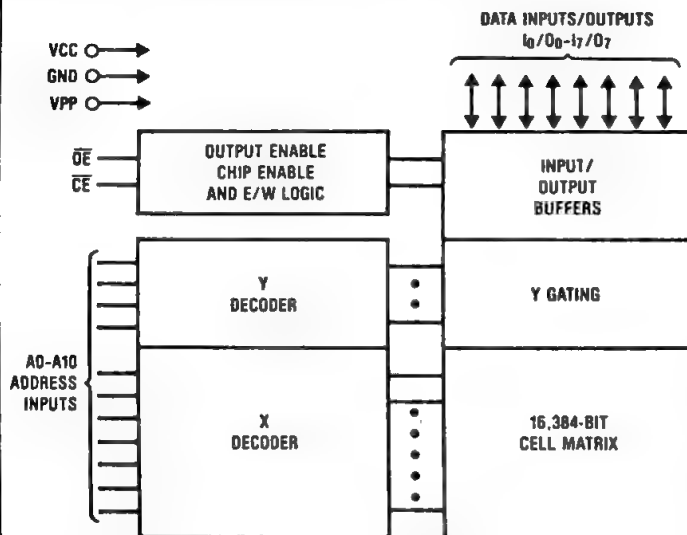 DATA INPUTS/OUTPUTS
I0/O0-I7/O7
VCC
GND
VPP
OE
CE
OUTPUT ENABLE
CHIP ENABLE
AND E/W LOGIC
INPUT/
OUTPUT
BUFFERS
Y
DECODER
Y GATING
A0-A10
ADDRESS
INPUTS
X
DECODER
16,384-BIT
CELL MATRIX